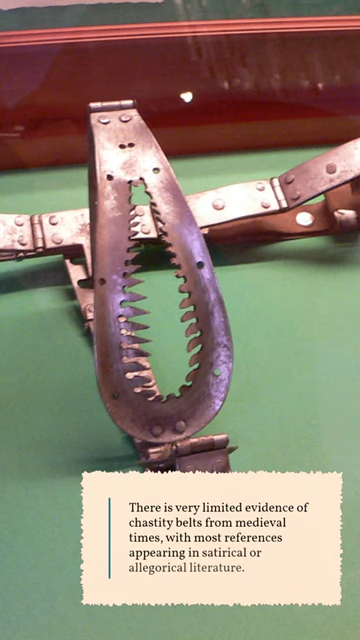 There is very limited evidence of
chastity belts from medieval
times, with most references
appearing in satirical or
allegorical literature.